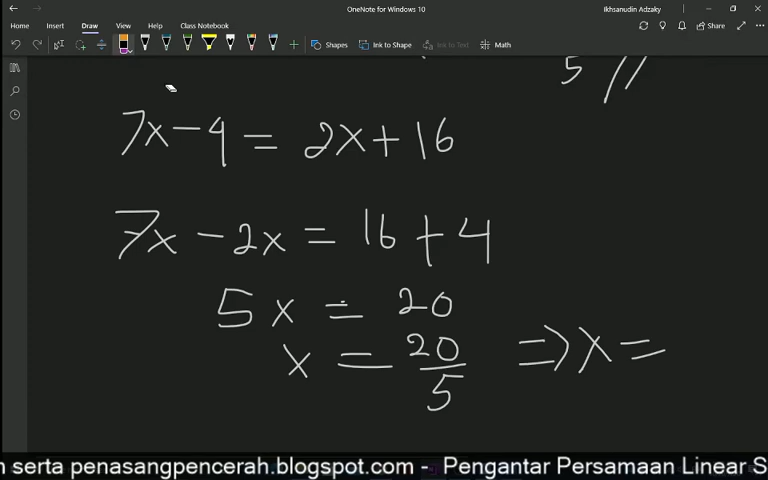 OneNote for Windows 10
Ikhsanudin Adzaky
Home Insert Draw View Help Class Notebook
Share
Shapes Ink to Shape Ink to Text Math
5 //
7x - 4 = 2x + 16
7x - 2x = 16 + 4
5x = 20
x = 20/5 => x =
n serta penasangpencerah.blogspot.com - Pengantar Persamaan Linear S